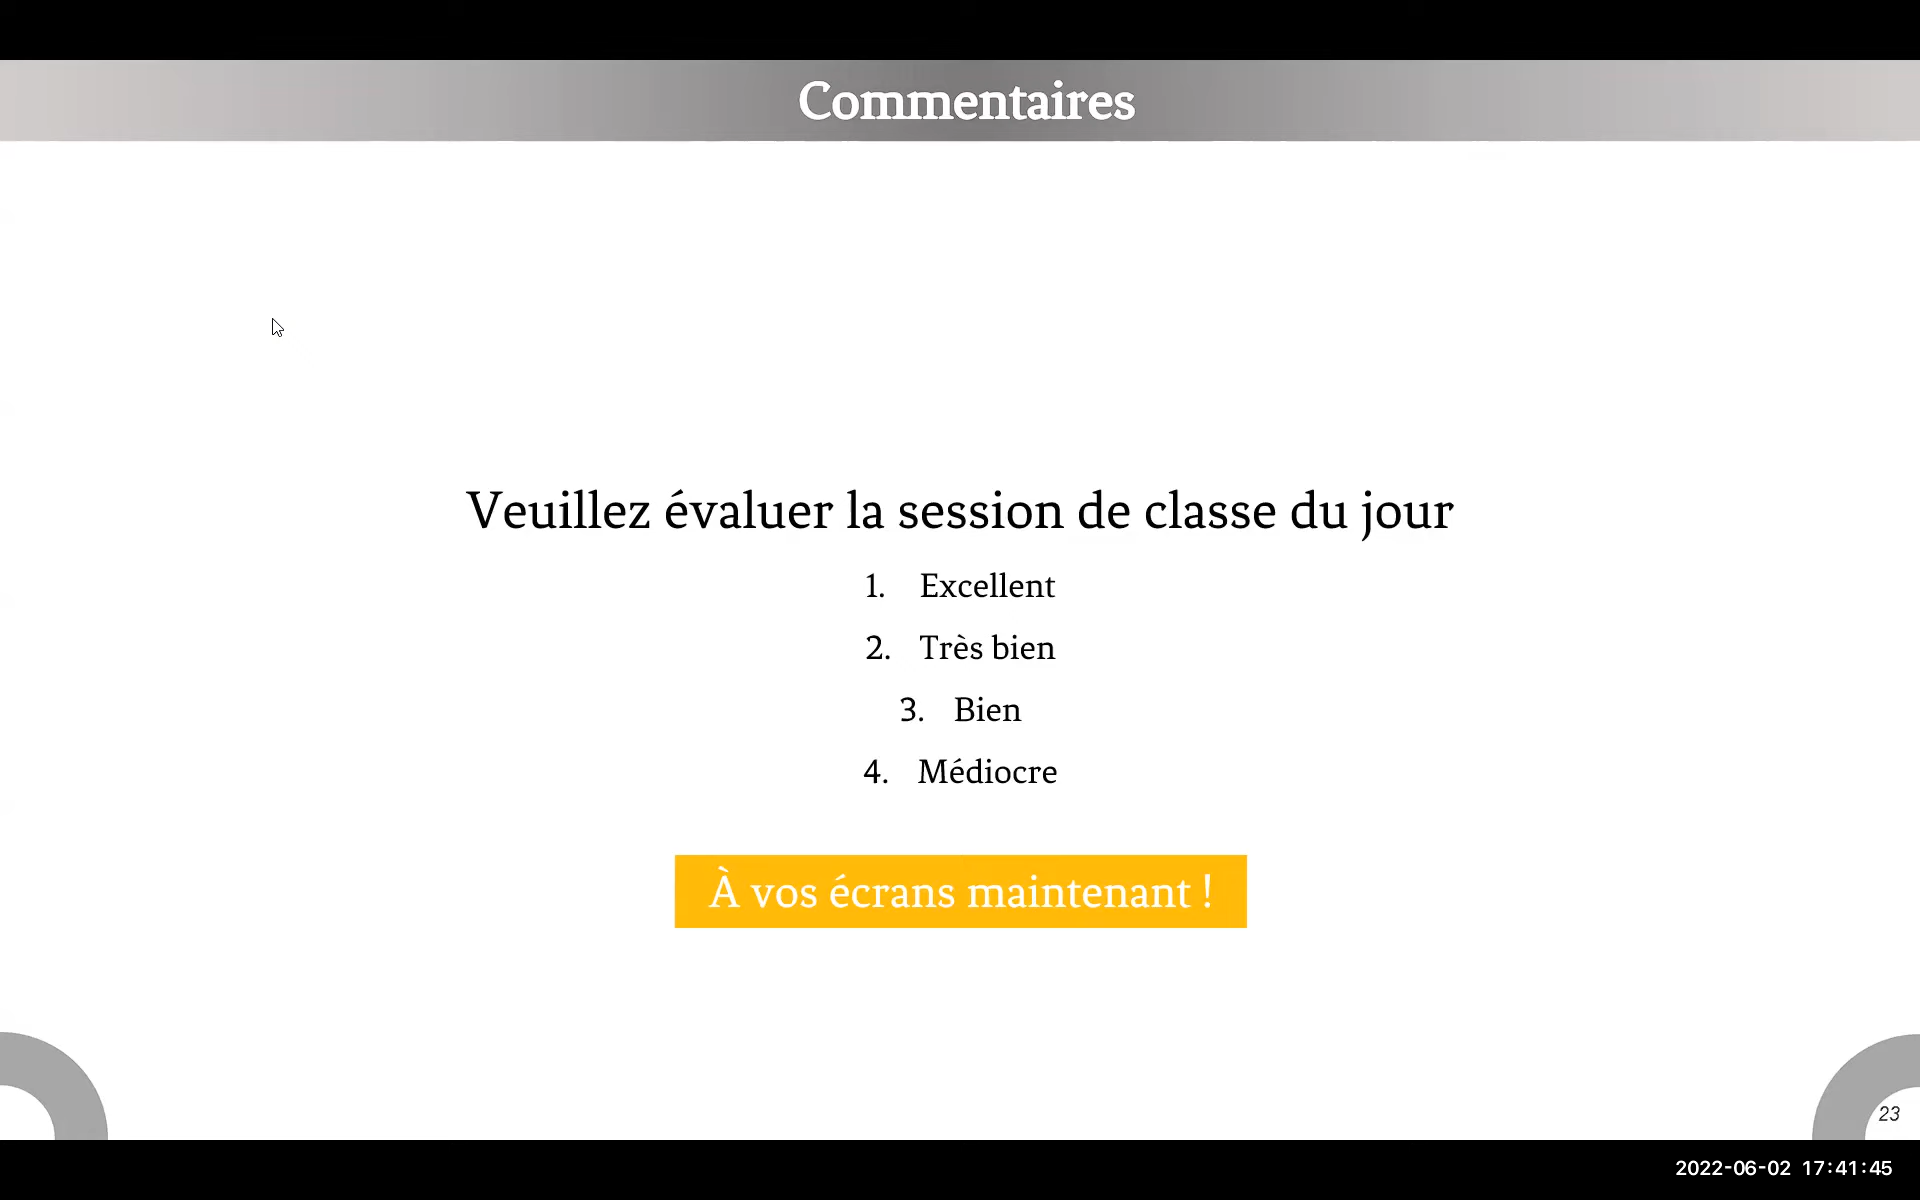 Commentaires
Veuillez évaluer la session de classe du jour
1. Excellent
2. Très bien
3. Bien
4. Médiocre
À vos écrans maintenant !
23
2022-06-02 17:41:45